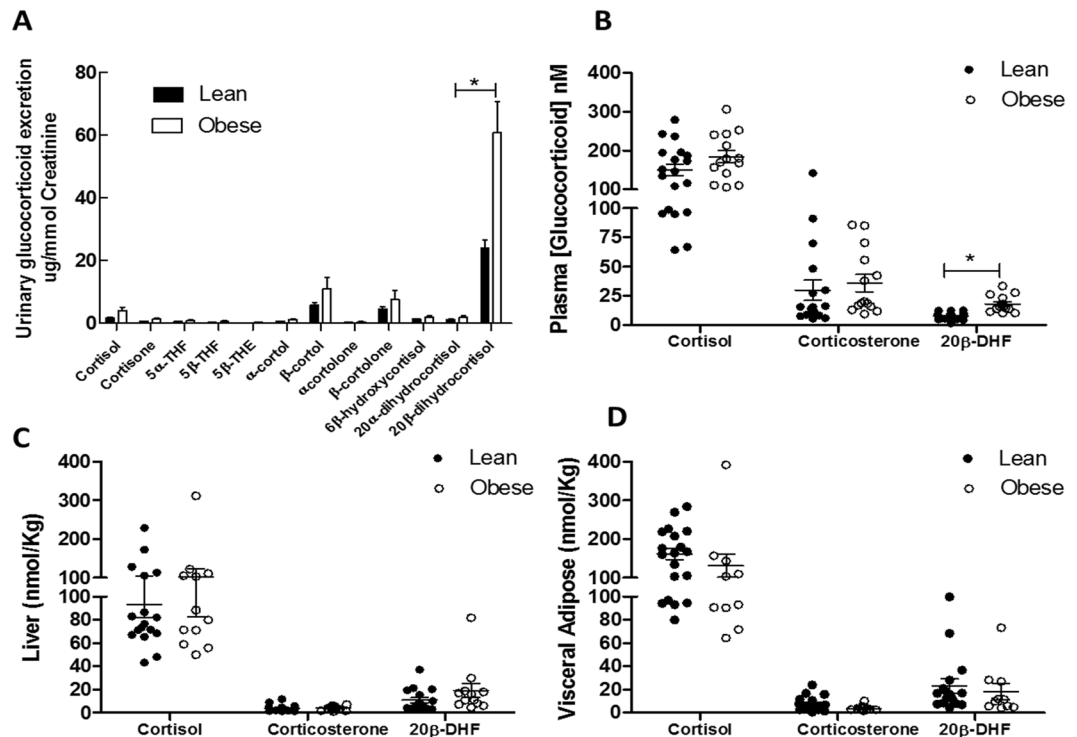 A
Urinary glucocorticoid excretion
ug/mmol Creatinine
80
60
40
20
0
Lean
Obese
*
Cortisol
Cortisone
5α-THF
5β-THF
5β-THE
α-cortol
β-cortol
αcortolone
β-cortolone
6β-hydroxycortisol
20α-dihydrocortisol
20β-dihydrocortisol
B
Plasma [Glucocorticoid] nM
400
300
200
100
100
75
50
25
0
Lean
Obese
*
Cortisol
Corticosterone
20β-DHF
C
Liver (nmol/Kg)
400
300
200
100
100
80
60
40
20
0
Lean
Obese
Cortisol
Corticosterone
20β-DHF
D
Visceral Adipose (nmol/Kg)
400
300
200
100
100
80
60
40
20
0
Lean
Obese
Cortisol
Corticosterone
20β-DHF